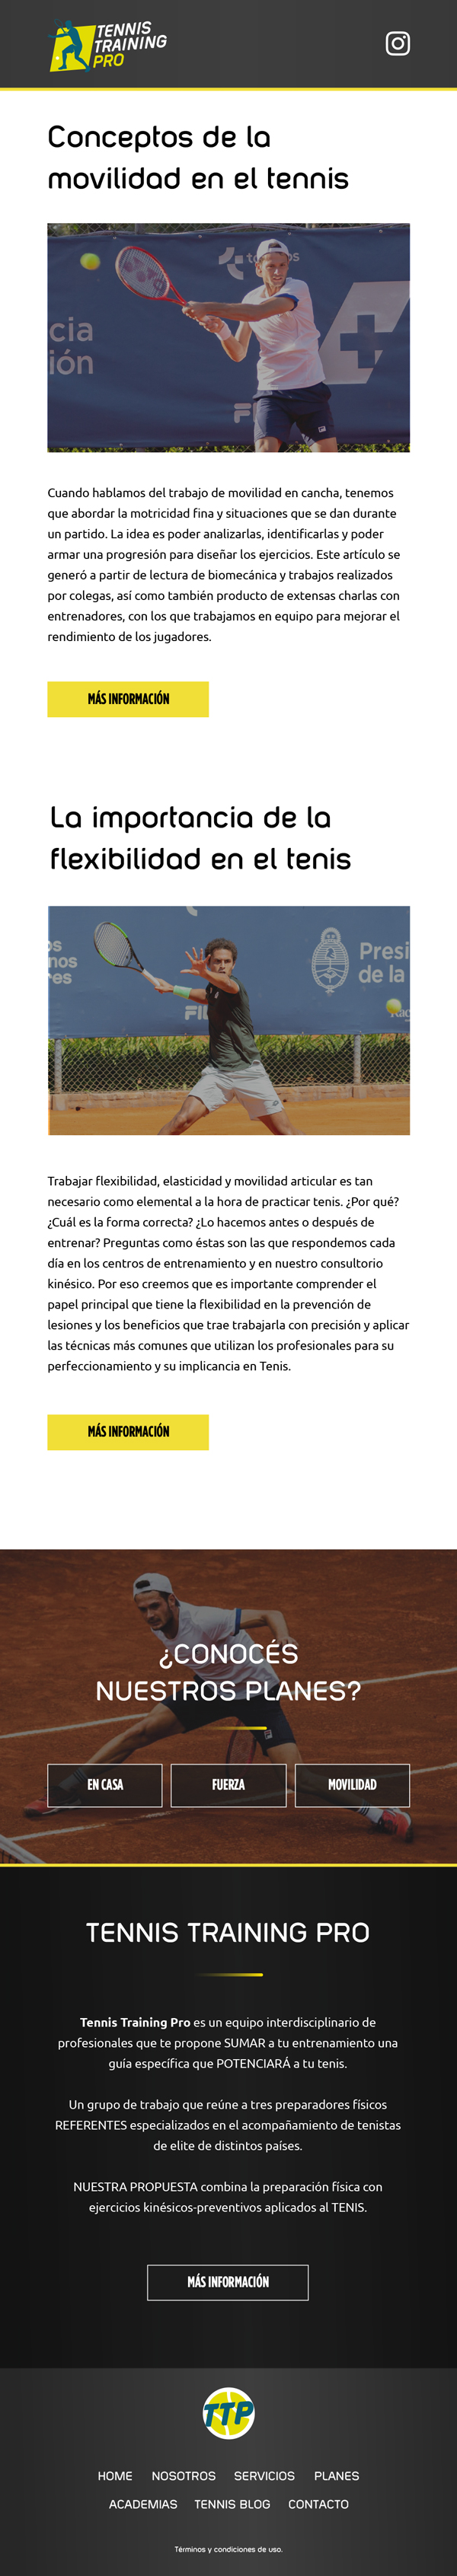 TENNIS
TRAINING
PRO
Conceptos de la
movilidad en el tennis
cia
ión
Cuando hablamos del trabajo de movilidad en cancha, tenemos
que abordar la motricidad fina y situaciones que se dan durante
un partido. La idea es poder analizarlas, identificarlas y poder
armar una progresión para diseñar los ejercicios. Este artículo se
generó a partir de lectura de biomecánica y trabajos realizados
por colegas, así como también producto de extensas charlas con
entrenadores, con los que trabajamos en equipo para mejorar el
rendimiento de los jugadores.
MÁS INFORMACIÓN
La importancia de la
flexibilidad en el tenis
os
nos
res
Presi
de la
Trabajar flexibilidad, elasticidad y movilidad articular es tan
necesario como elemental a la hora de practicar tenis. ¿Por qué?
¿Cuál es la forma correcta? ¿Lo hacemos antes o después de
entrenar? Preguntas como éstas son las que respondemos cada
día en los centros de entrenamiento y en nuestro consultorio
kinésico. Por eso creemos que es importante comprender el
papel principal que tiene la flexibilidad en la prevención de
lesiones y los beneficios que trae trabajarla con precisión y aplicar
las técnicas más comunes que utilizan los profesionales para su
perfeccionamiento y su implicancia en Tenis.
MÁS INFORMACIÓN
¿CONOCÉS
NUESTROS PLANES?
EN CASA FUERZA MOVILIDAD
TENNIS TRAINING PRO
Tennis Training Pro es un equipo interdisciplinario de
profesionales que te propone SUMAR a tu entrenamiento una
guía específica que POTENCIARÁ a tu tenis.
Un grupo de trabajo que reúne a tres preparadores físicos
REFERENTES especializados en el acompañamiento de tenistas
de elite de distintos países.
NUESTRA PROPUESTA combina la preparación física con
ejercicios kinésicos-preventivos aplicados al TENIS.
MÁS INFORMACIÓN
TTP
HOME NOSOTROS SERVICIOS PLANES
ACADEMIAS TENNIS BLOG CONTACTO
Términos y condiciones de uso.